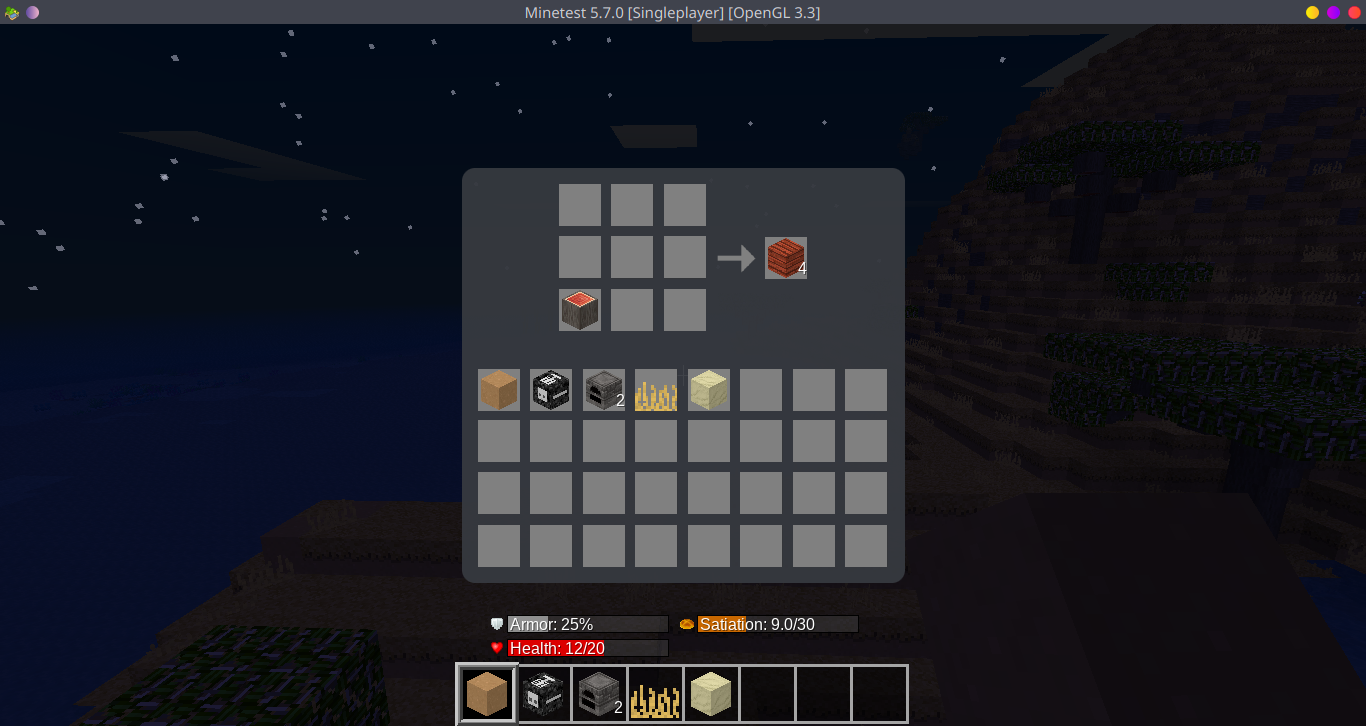 Minetest 5.7.0 [Singleplayer] [OpenGL 3.3]
4
2
Armor: 25%
Satiation: 9.0/30
Health: 12/20
2